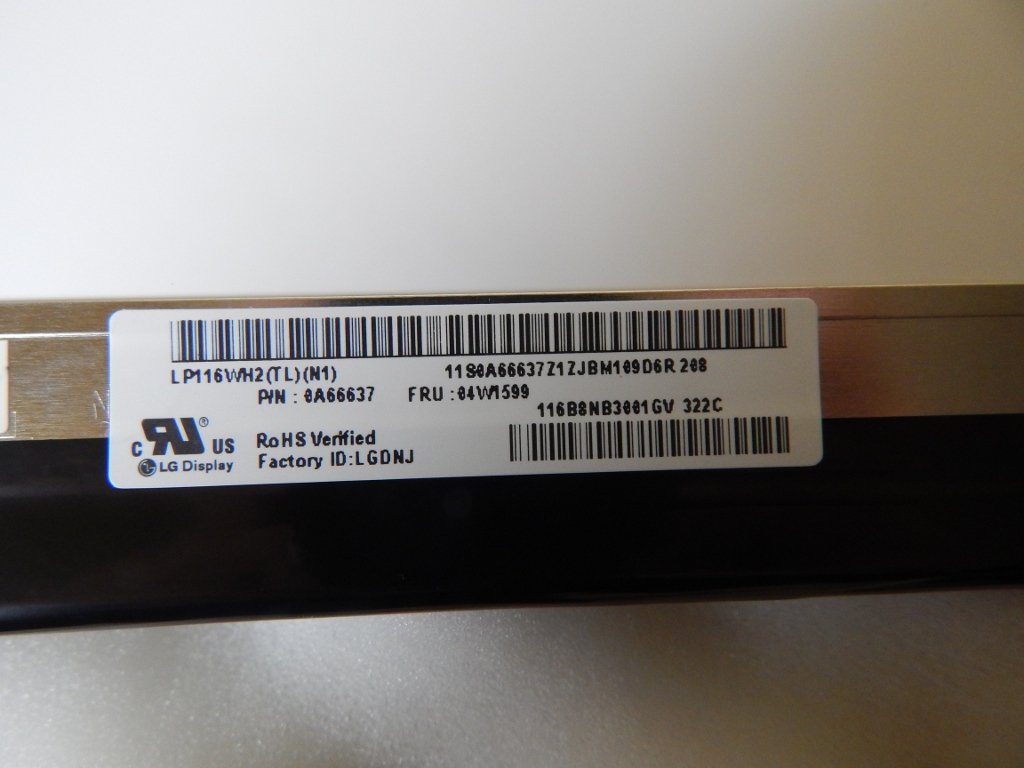 LP116WH2(TL)(N1) 11S0A66637Z1ZJBM109D6R 208
P/N : 0A66637 FRU :04W1599
116B8NB3001GV 322C
c RU ® US RoHS Verified
LG Display Factory ID:LGDNJ